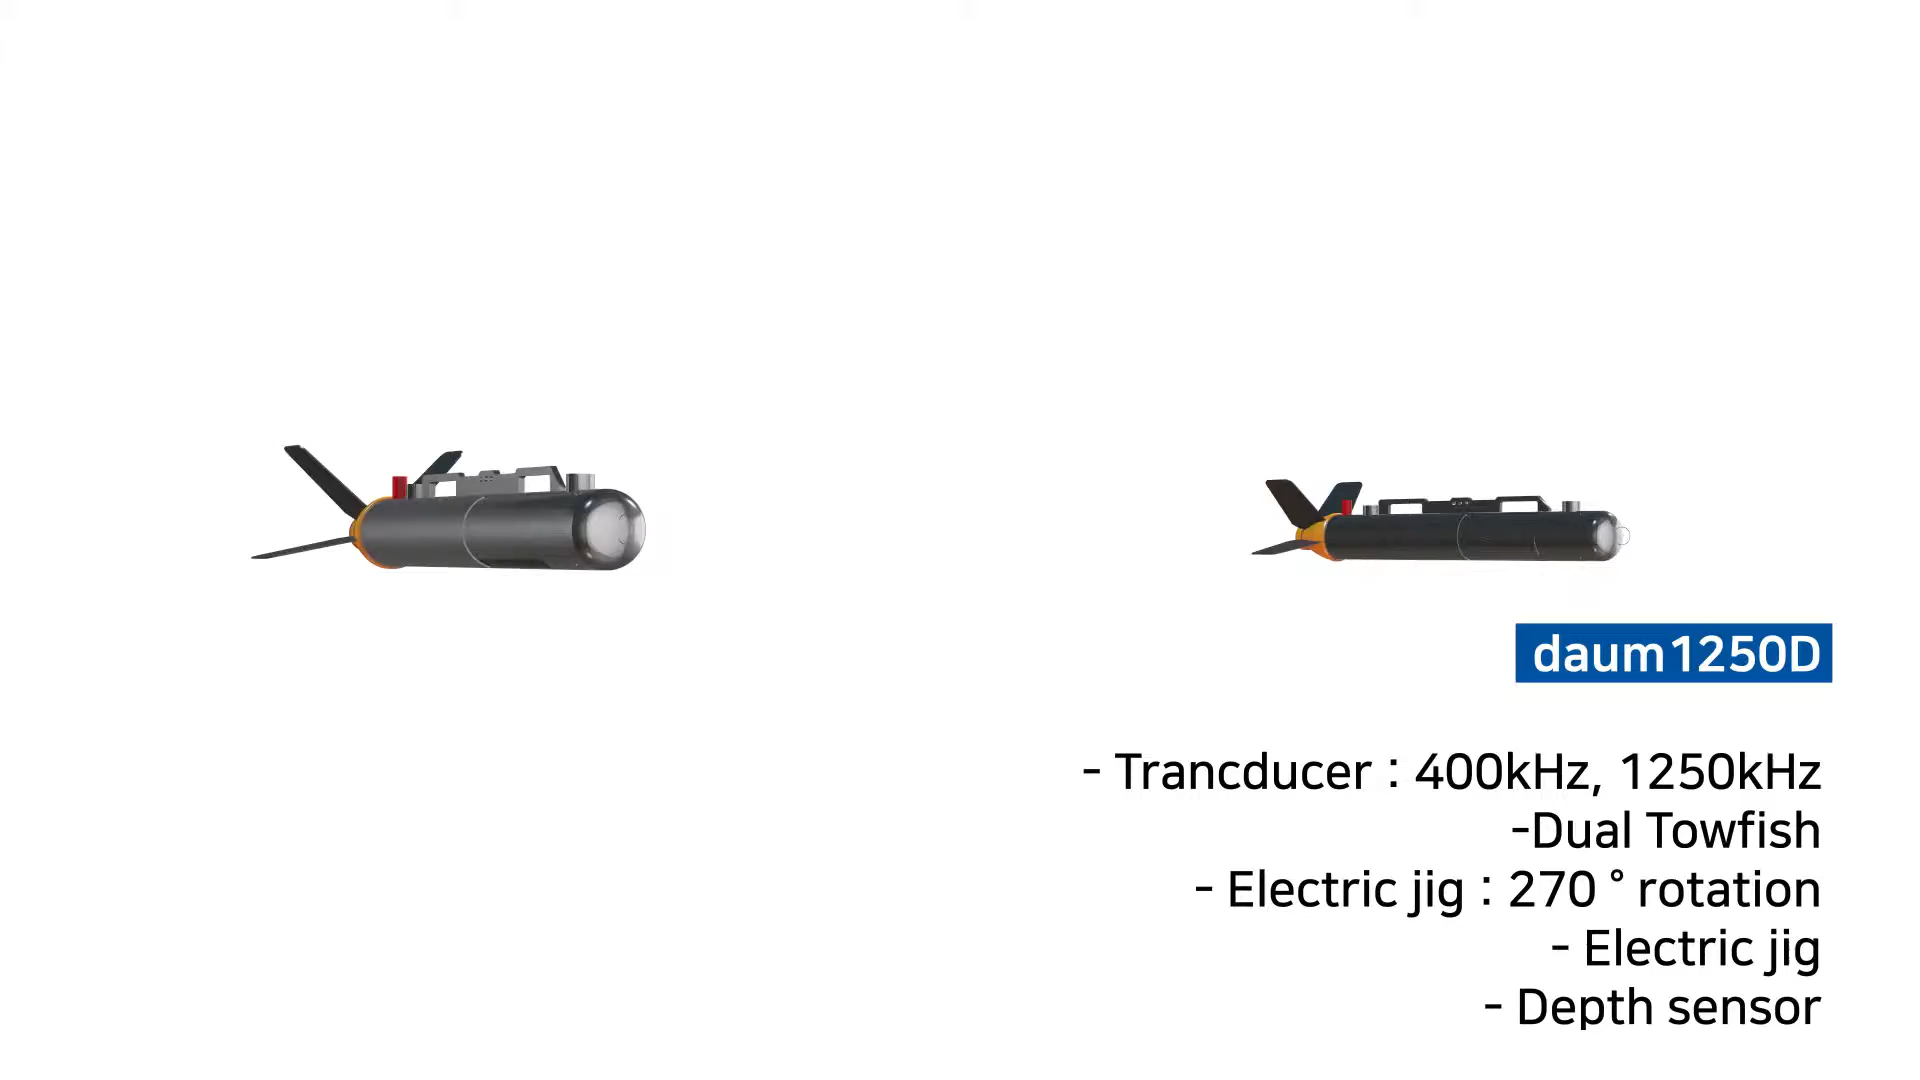 daum1250D
- Trancducer : 400kHz, 1250kHz
-Dual Towfish
- Electric jig : 270 ° rotation
- Electric jig
- Depth sensor